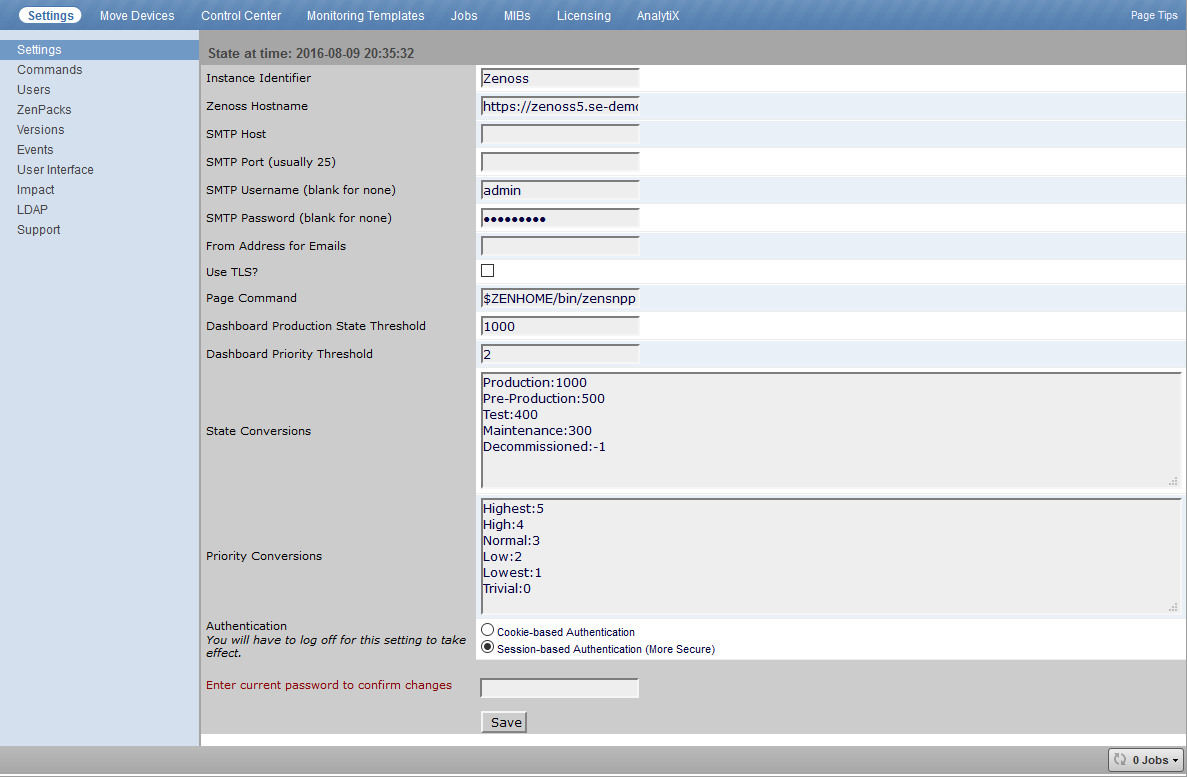 Settings Move Devices Control Center Monitoring Templates Jobs MIBs Licensing AnalytiX Page Tips
Settings
Commands
Users
ZenPacks
Versions
Events
User Interface
Impact
LDAP
Support
State at time: 2016-08-09 20:35:32
Instance Identifier Zenoss
Zenoss Hostname https://zenoss5.se-demo
SMTP Host
SMTP Port (usually 25)
SMTP Username (blank for none) admin
SMTP Password (blank for none) •••••••••
From Address for Emails
Use TLS?
Page Command $ZENHOME/bin/zensnpp
Dashboard Production State Threshold 1000
Dashboard Priority Threshold 2
State Conversions
Production:1000
Pre-Production:500
Test:400
Maintenance:300
Decommissioned:-1
Priority Conversions
Highest:5
High:4
Normal:3
Low:2
Lowest:1
Trivial:0
Authentication
You will have to log off for this setting to take
effect.
Cookie-based Authentication
Session-based Authentication (More Secure)
Enter current password to confirm changes
Save
0 Jobs